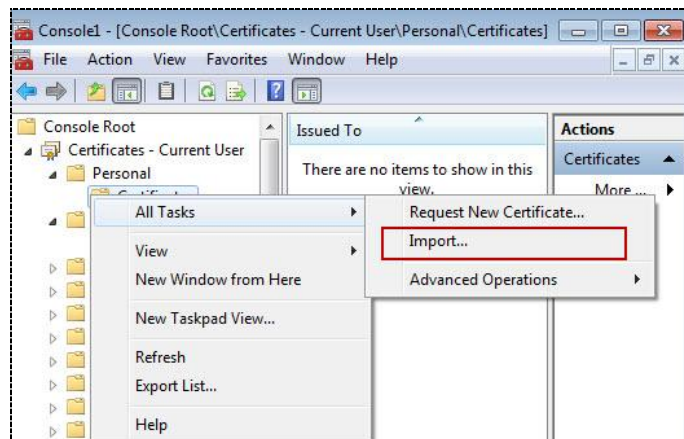 Console1 - [Console Root\Certificates - Current User\Personal\Certificates]
File Action View Favorites Window Help
Console Root
Certificates - Current User
Personal
Issued To
There are no items to show in this
view.
Actions
Certificates
More ...
All Tasks
View
New Window from Here
New Taskpad View...
Refresh
Export List...
Help
Request New Certificate...
Import...
Advanced Operations